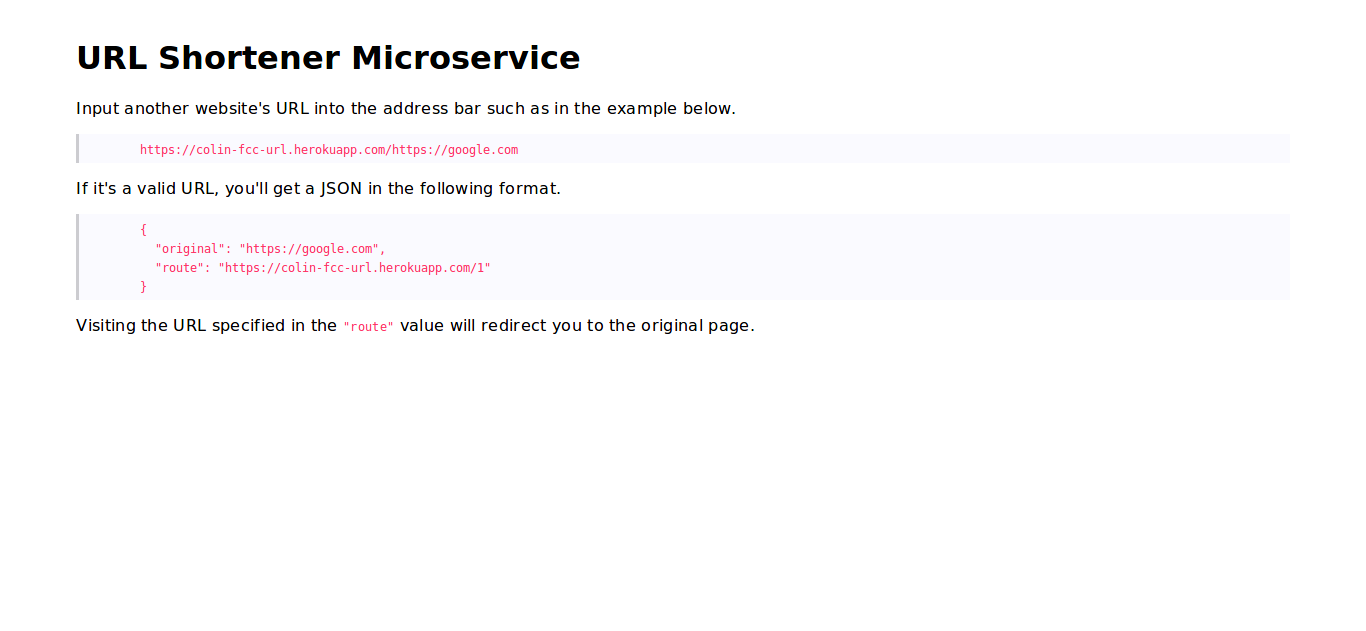 URL Shortener Microservice
Input another website's URL into the address bar such as in the example below.
https://colin-fcc-url.herokuapp.com/https://google.com
If it's a valid URL, you'll get a JSON in the following format.
{
"original": "https://google.com",
"route": "https://colin-fcc-url.herokuapp.com/1"
}
Visiting the URL specified in the "route" value will redirect you to the original page.